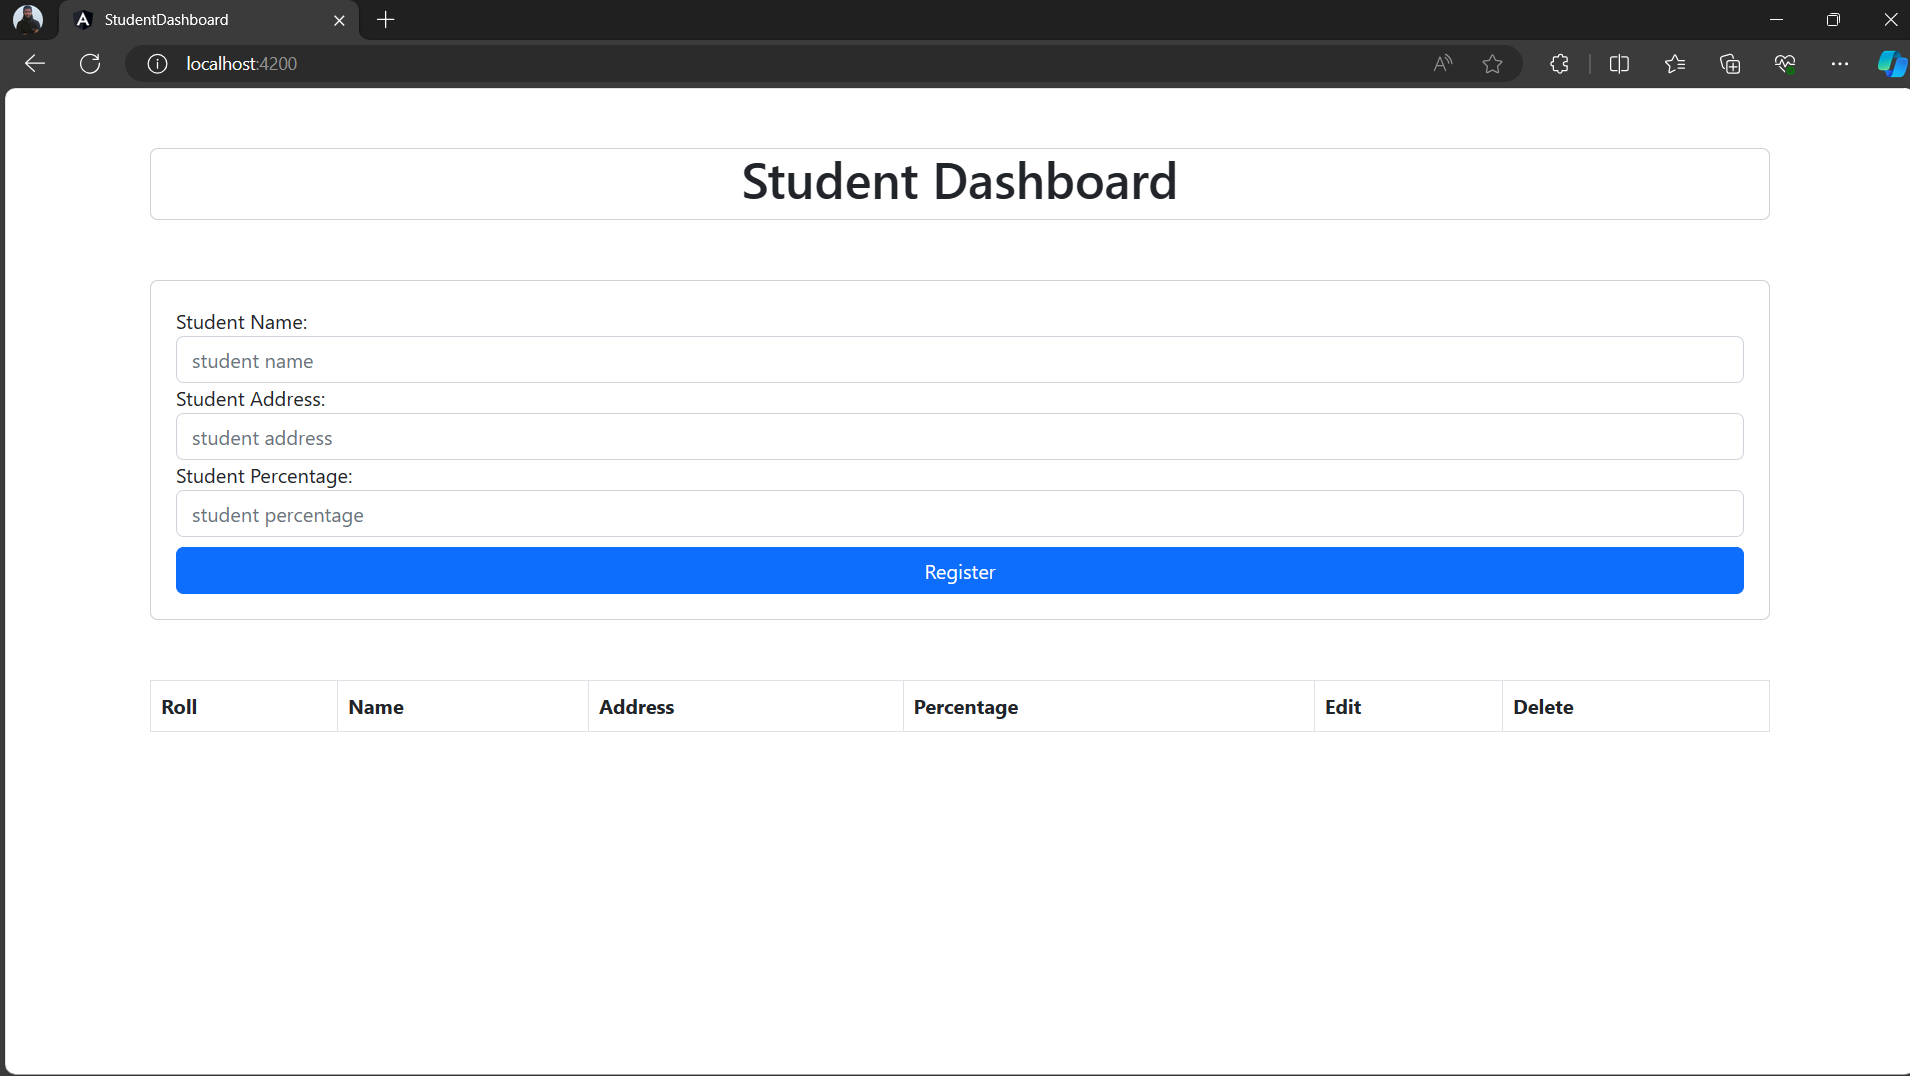 StudentDashboard
localhost:4200
Student Dashboard
Student Name:
student name
Student Address:
student address
Student Percentage:
student percentage
Register
Roll Name Address Percentage Edit Delete